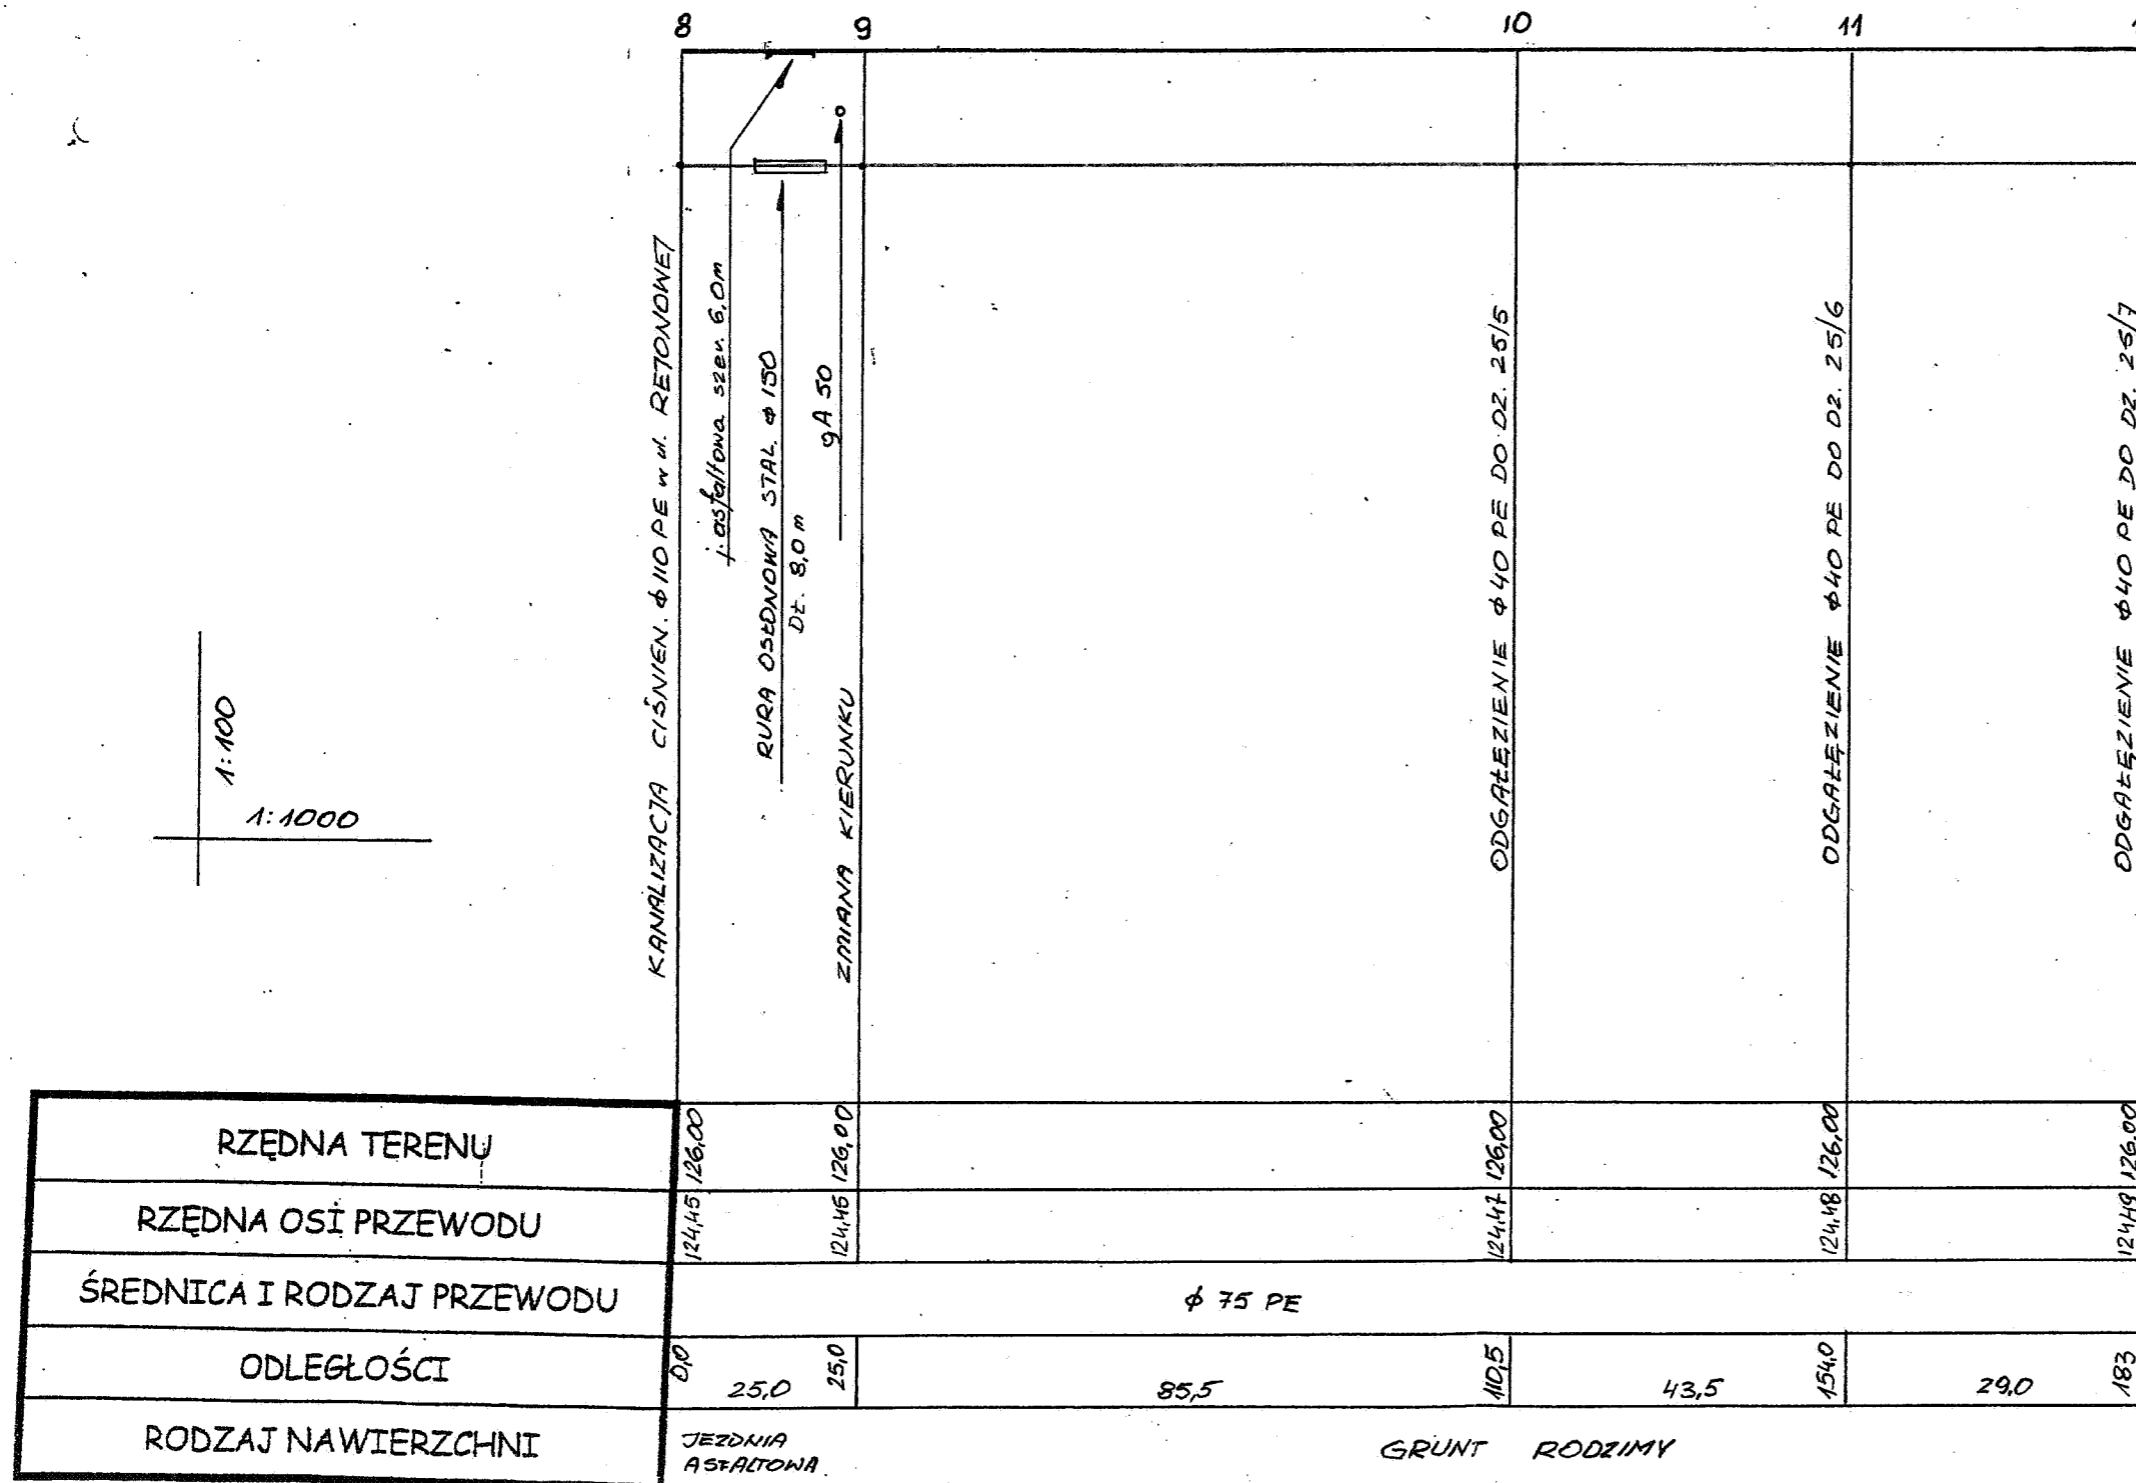 8
9
10
11
KANALIZACJA CIŚNIEN. ϕ 110 PE w ul. RETONOWEJ
j. asfaltowa szer. 6,0m
RURA OSŁONOWA STAL. ϕ 150
DŁ. 8,0 m
gA 50
ZMIANA KIERUNKU
ODGAŁĘZIENIE ϕ 40 PE DO DZ. 25/5
ODGAŁĘZIENIE ϕ 40 PE DO DZ. 25/6
ODGAŁĘZIENIE ϕ 40 PE DO DZ. 25/7
1:100
1:1000
RZĘDNA TERENU 126,00 126,00 126,00 126,00 126,00
RZĘDNA OSI PRZEWODU 124,45 124,45 124,47 124,48 124,49
ŚREDNICA I RODZAJ PRZEWODU ϕ 75 PE
ODLEGŁOŚCI 0,0 25,0 25,0 85,5 110,5 43,5 154,0 29,0 183
RODZAJ NAWIERZCHNI JEZDNIA ASFALTOWA GRUNT RODZIMY